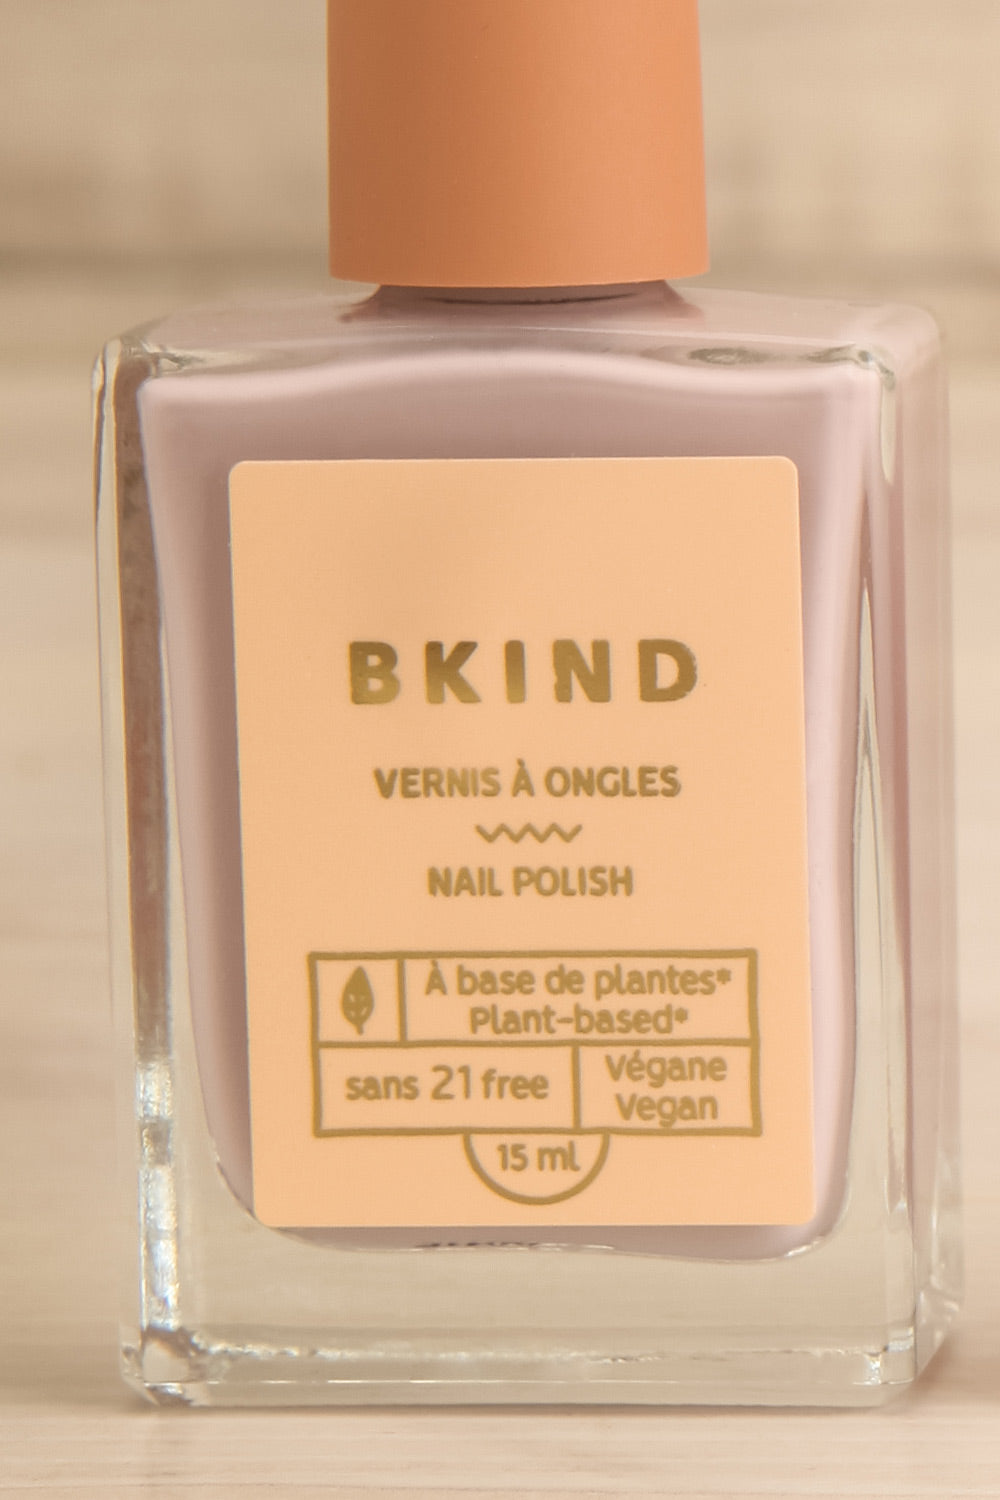 BKIND
VERNIS À ONGLES
NAIL POLISH
À base de plantes*
Plant-based*
sans 21 free
Végane
Vegan
15 ml